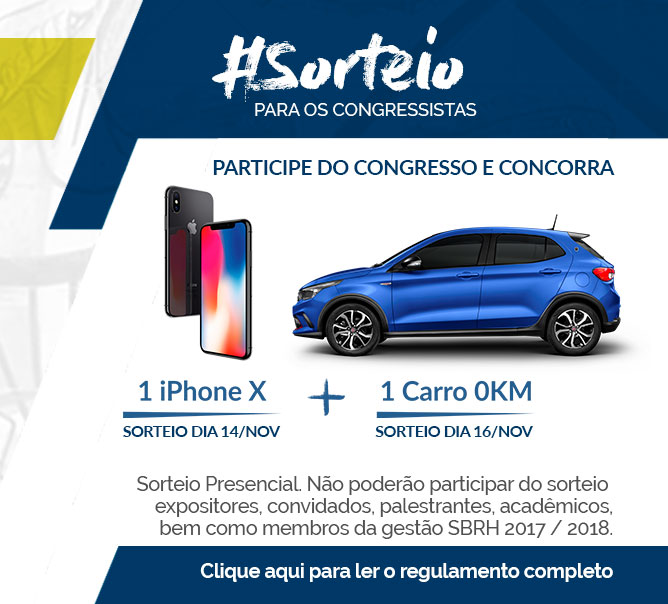 #Sorteio
PARA OS CONGRESSISTAS
PARTICIPE DO CONGRESSO E CONCORRA
1 iPhone X + 1 Carro 0KM
SORTEIO DIA 14/NOV SORTEIO DIA 16/NOV
Sorteio Presencial. Não poderão participar do sorteio
expositores, convidados, palestrantes, acadêmicos,
bem como membros da gestão SBRH 2017 / 2018.
Clique aqui para ler o regulamento completo